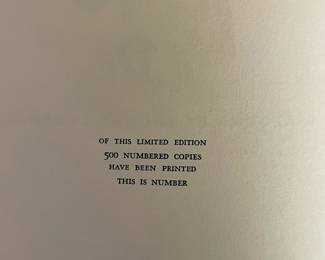 OF THIS LIMITED EDITION
500 NUMBERED COPIES
HAVE BEEN PRINTED
THIS IS NUMBER